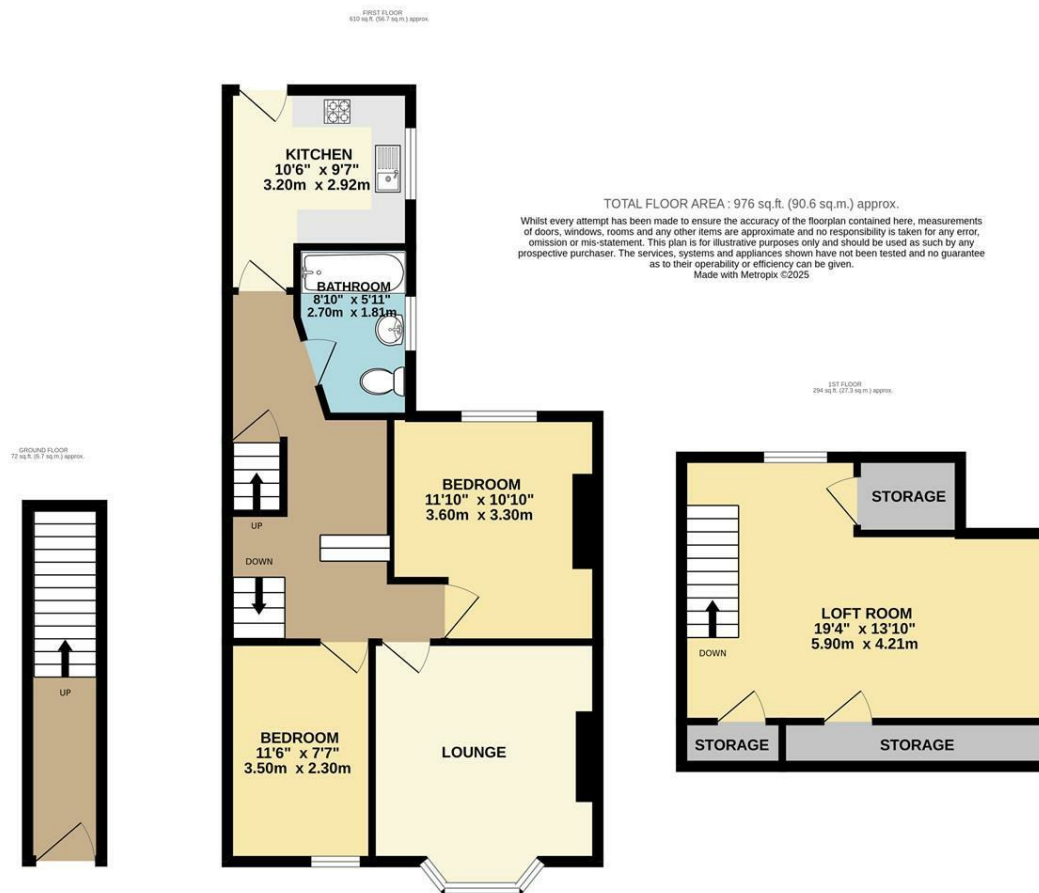 FIRST FLOOR
610 sq.ft. (56.7 sq.m.) approx.
KITCHEN
10'6" x 9'7"
3.20m x 2.92m
TOTAL FLOOR AREA : 976 sq.ft. (90.6 sq.m.) approx.
Whilst every attempt has been made to ensure the accuracy of the floorplan contained here, measurements
of doors, windows, rooms and any other items are approximate and no responsibility is taken for any error,
omission or mis-statement. This plan is for illustrative purposes only and should be used as such by any
prospective purchaser. The services, systems and appliances shown have not been tested and no guarantee
as to their operability or efficiency can be given.
Made with Metropix ©2025
BATHROOM
8'10" x 5'11"
2.70m x 1.81m
1ST FLOOR
294 sq.ft. (27.3 sq.m.) approx.
GROUND FLOOR
72 sq.ft. (6.7 sq.m.) approx.
UP
UP
DOWN
BEDROOM
11'10" x 10'10"
3.60m x 3.30m
BEDROOM
11'6" x 7'7"
3.50m x 2.30m
LOUNGE
STORAGE
LOFT ROOM
19'4" x 13'10"
5.90m x 4.21m
DOWN
STORAGE
STORAGE